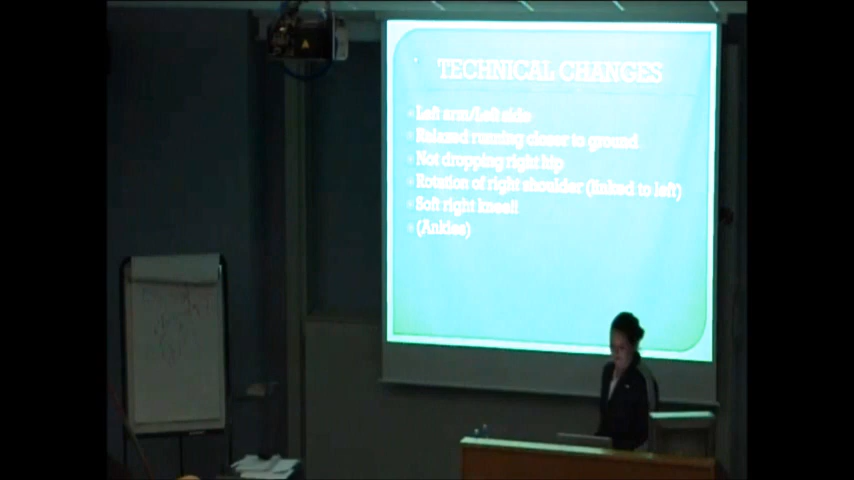 TECHNICAL CHANGES
Left arm/Left side
Relaxed running closer to ground
Not dropping right hip
Rotation of right shoulder (linked to left)
Soft right knee!!
(Ankles)